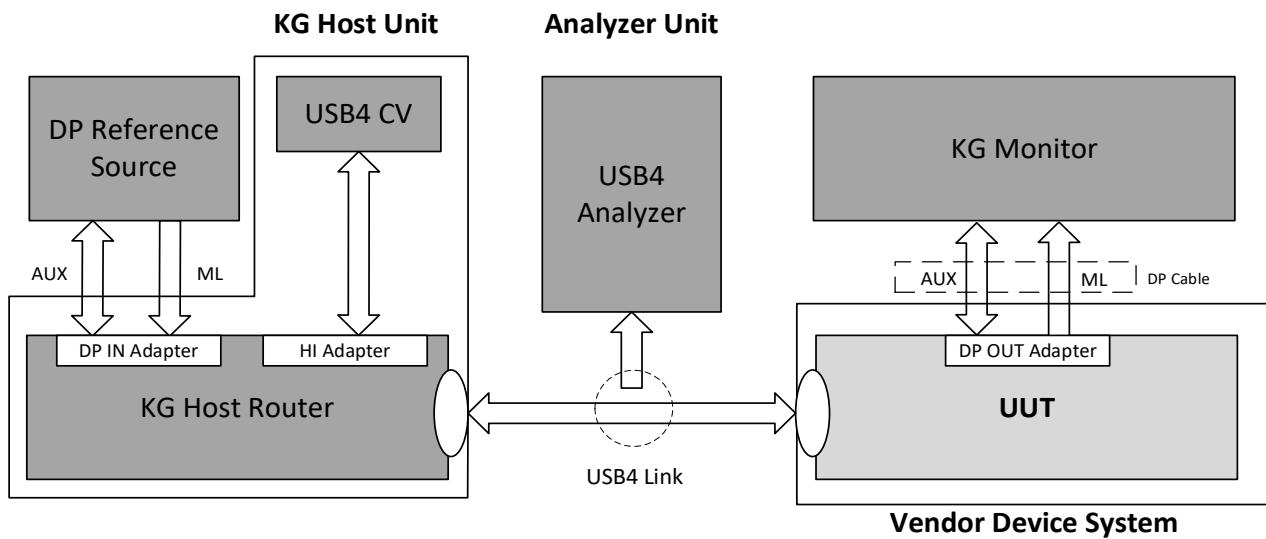 KG Host Unit
Analyzer Unit
DP Reference
Source
USB4 CV
USB4
Analyzer
KG Monitor
AUX
ML
AUX
ML
DP Cable
DP IN Adapter
HI Adapter
DP OUT Adapter
KG Host Router
UUT
USB4 Link
Vendor Device System